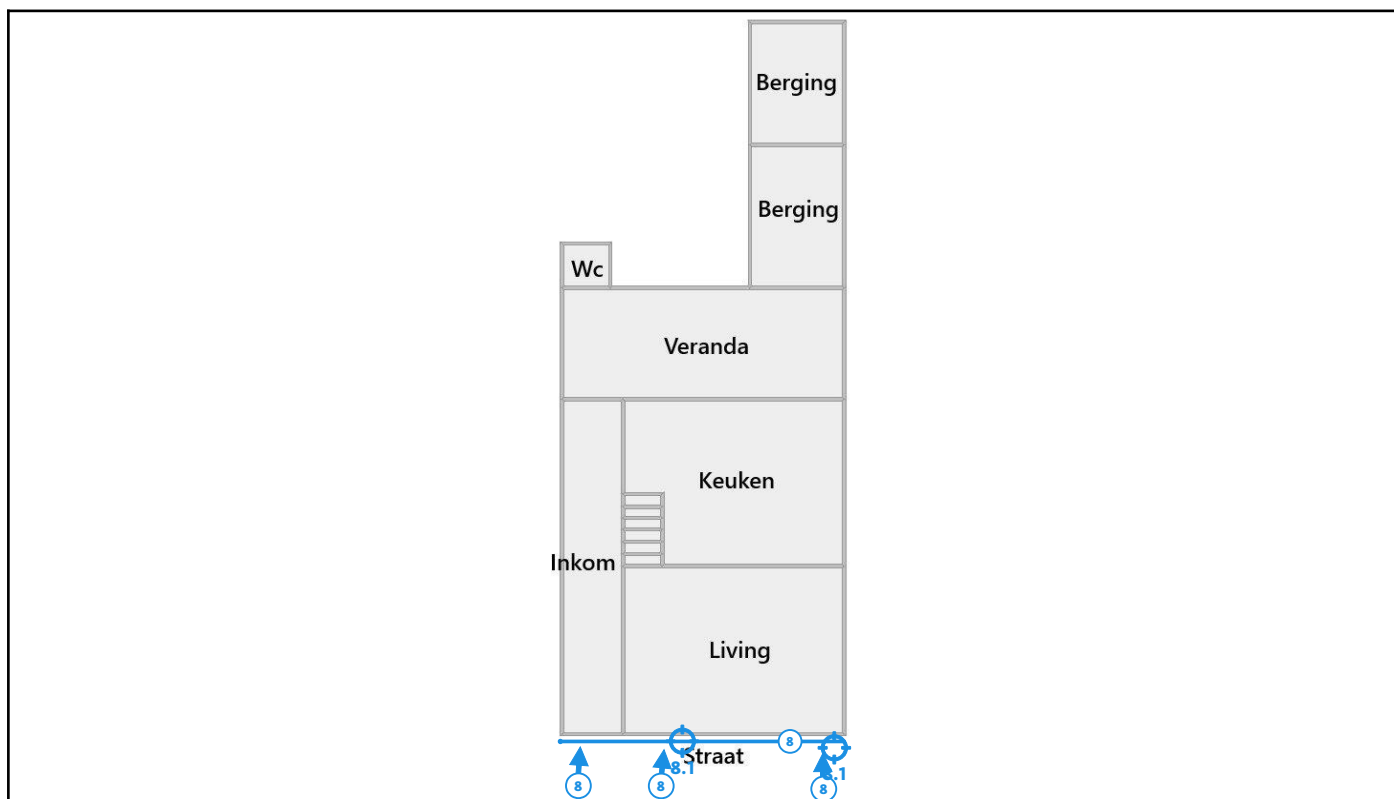 Berging
Berging
Wc
Veranda
Keuken
Inkom
Living
8
Straat
8.1
8.1
8
8
8